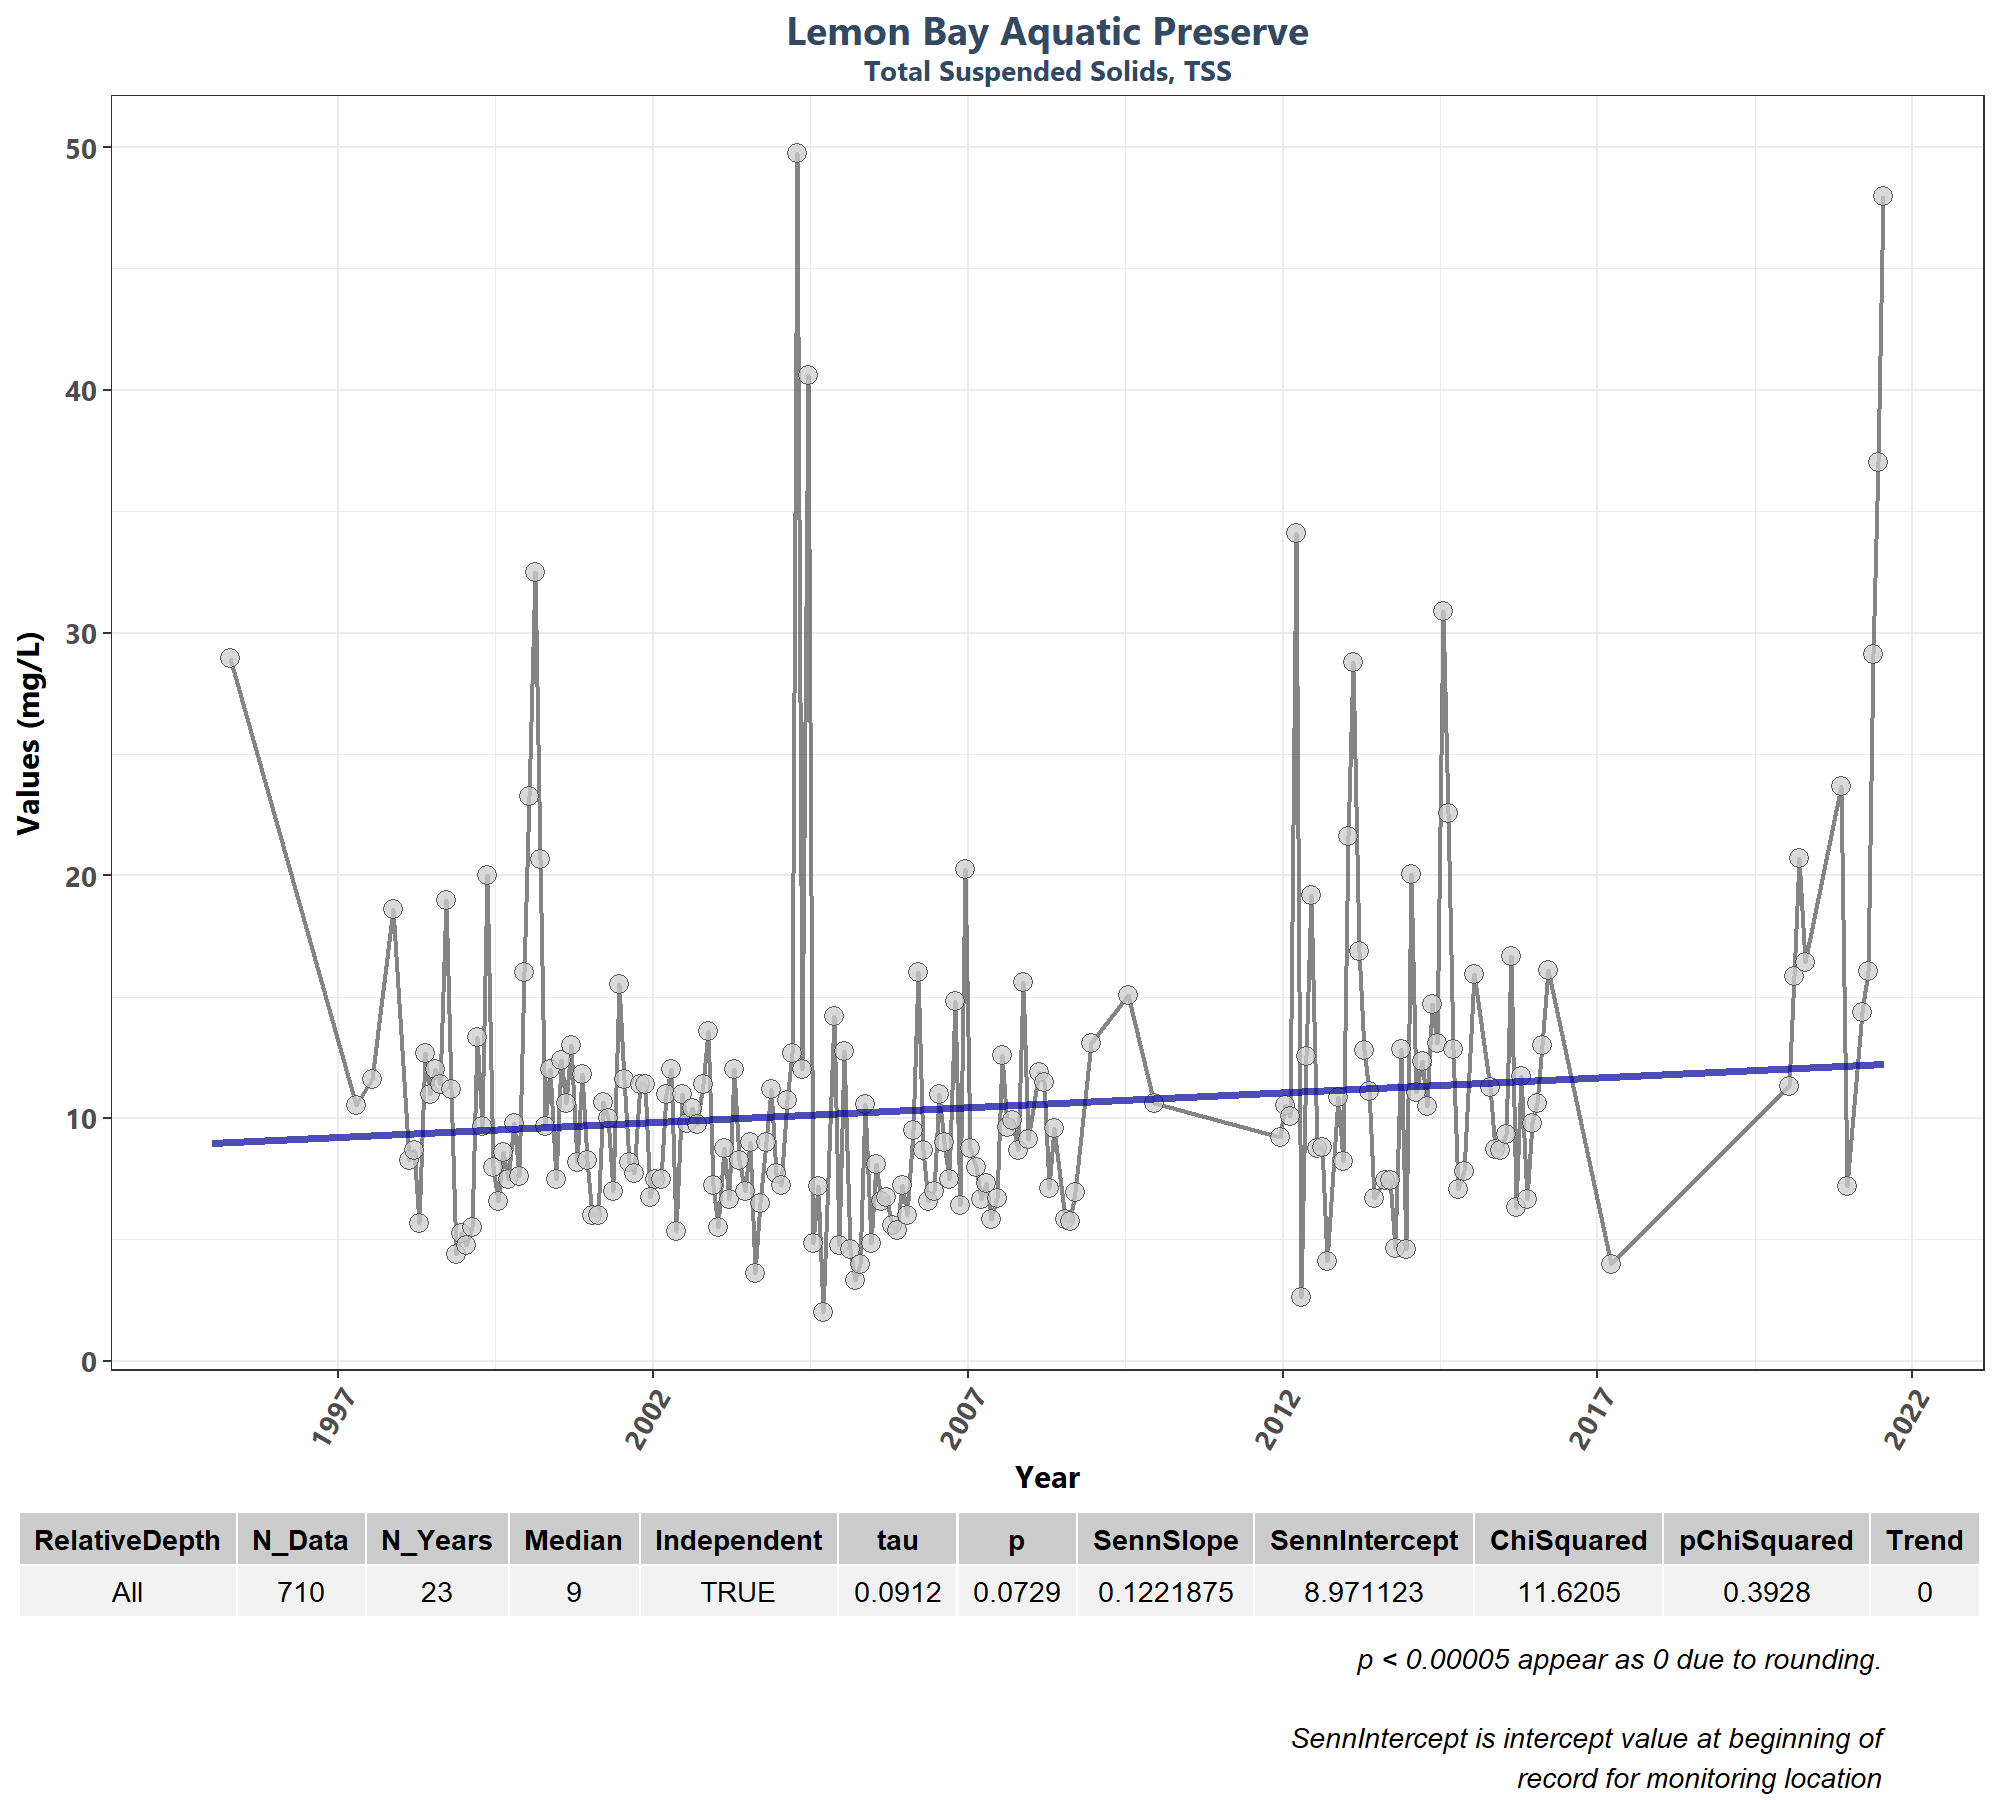 Lemon Bay Aquatic Preserve
Total Suspended Solids, TSS
50
40
30
20
10
0
Values (mg/L)
1997 2002 2007 2012 2017 2022
Year
RelativeDepth N_Data N_Years Median Independent tau p SennSlope SennIntercept ChiSquared pChiSquared Trend
All 710 23 9 TRUE 0.0912 0.0729 0.1221875 8.971123 11.6205 0.3928 0
p < 0.00005 appear as 0 due to rounding.
SennIntercept is intercept value at beginning of
record for monitoring location